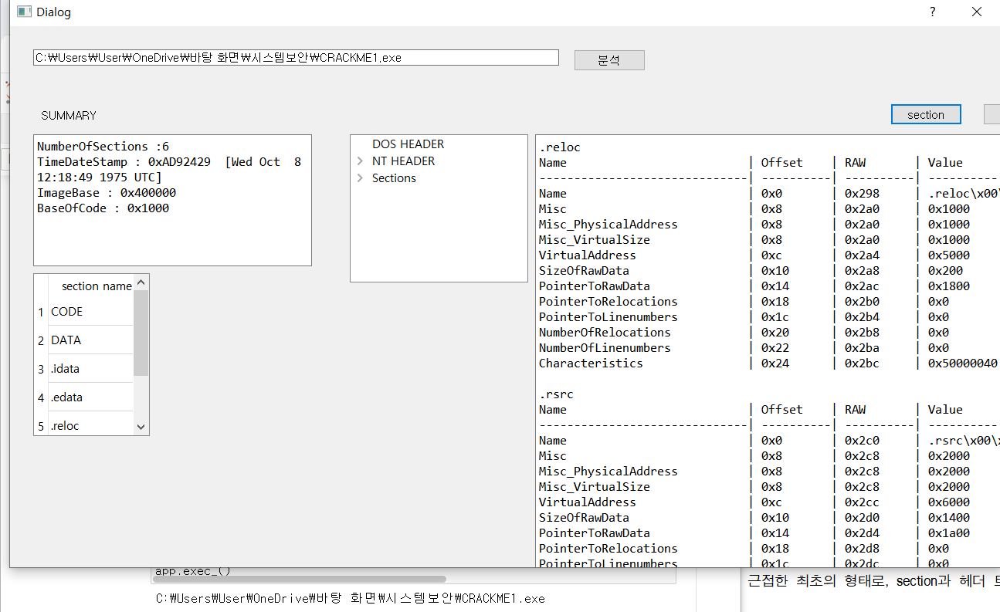 Dialog
C:₩Users₩User₩OneDrive₩바탕 화면₩시스템보안₩CRACKME1.exe
분석
SUMMARY
section
NumberOfSections :6
TimeDateStamp : 0xAD92429 [Wed Oct 8
12:18:49 1975 UTC]
ImageBase : 0x400000
BaseOfCode : 0x1000
section name
1 CODE
2 DATA
3 .idata
4 .edata
5 .reloc
DOS HEADER
NT HEADER
Sections
.reloc
Name | Offset | RAW | Value
------------------------------|----------|----------|----------
Name | 0x0 | 0x298 | .reloc\x00\
Misc | 0x8 | 0x2a0 | 0x1000
Misc_PhysicalAddress | 0x8 | 0x2a0 | 0x1000
Misc_VirtualSize | 0x8 | 0x2a0 | 0x1000
VirtualAddress | 0xc | 0x2a4 | 0x5000
SizeOfRawData | 0x10 | 0x2a8 | 0x200
PointerToRawData | 0x14 | 0x2ac | 0x1800
PointerToRelocations | 0x18 | 0x2b0 | 0x0
PointerToLinenumbers | 0x1c | 0x2b4 | 0x0
NumberOfRelocations | 0x20 | 0x2b8 | 0x0
NumberOfLinenumbers | 0x22 | 0x2ba | 0x0
Characteristics | 0x24 | 0x2bc | 0x50000040
.rsrc
Name | Offset | RAW | Value
------------------------------|----------|----------|----------
Name | 0x0 | 0x2c0 | .rsrc\x00\x
Misc | 0x8 | 0x2c8 | 0x2000
Misc_PhysicalAddress | 0x8 | 0x2c8 | 0x2000
Misc_VirtualSize | 0x8 | 0x2c8 | 0x2000
VirtualAddress | 0xc | 0x2cc | 0x6000
SizeOfRawData | 0x10 | 0x2d0 | 0x1400
PointerToRawData | 0x14 | 0x2d4 | 0x1a00
PointerToRelocations | 0x18 | 0x2d8 | 0x0
PointerToLinenumbers | 0x1c | 0x2dc | 0x0
app.exec_()
C:₩Users₩User₩OneDrive₩바탕 화면₩시스템보안₩CRACKME1.exe
근접한 최초의 형태로, section과 헤더